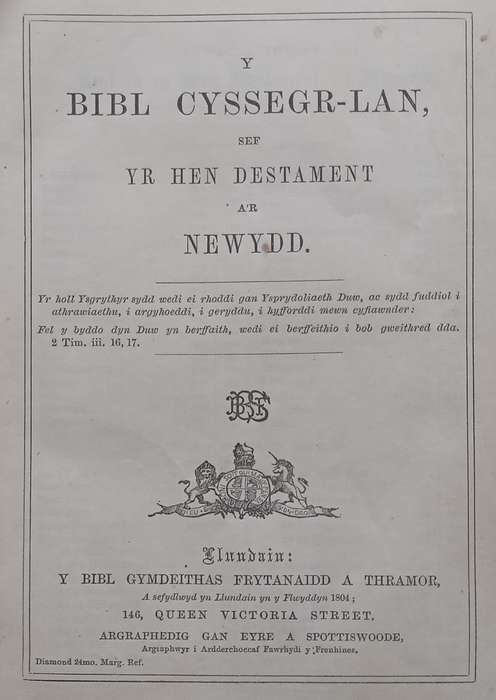 Y
BIBL CYSSEGR-LAN,
SEF
YR HEN DESTAMENT
A'R
NEWYDD.
Yr holl Ysgrythyr sydd wedi ei rhoddi gan Ysprydoliaeth Duw, ac sydd fuddiol i
athrawiaethu, i argyhoeddi, i geryddu, i hyfforddi mewn cyfiawnder:
Fel y byddo dyn Duw yn berffaith, wedi ei berffeithio i bob gweithred dda.
2 Tim. iii. 16, 17.
Llundain:
Y BIBL GYMDEITHAS FRYTANAIDD A THRAMOR,
A sefydlwyd yn Llundain yn y Flwyddyn 1804;
146, QUEEN VICTORIA STREET.
ARGRAPHEDIG GAN EYRE A SPOTTISWOODE,
Argraphwyr i Ardderchoccaf Fawrhydi y Frenhines.
Diamond 24mo. Marg. Ref.